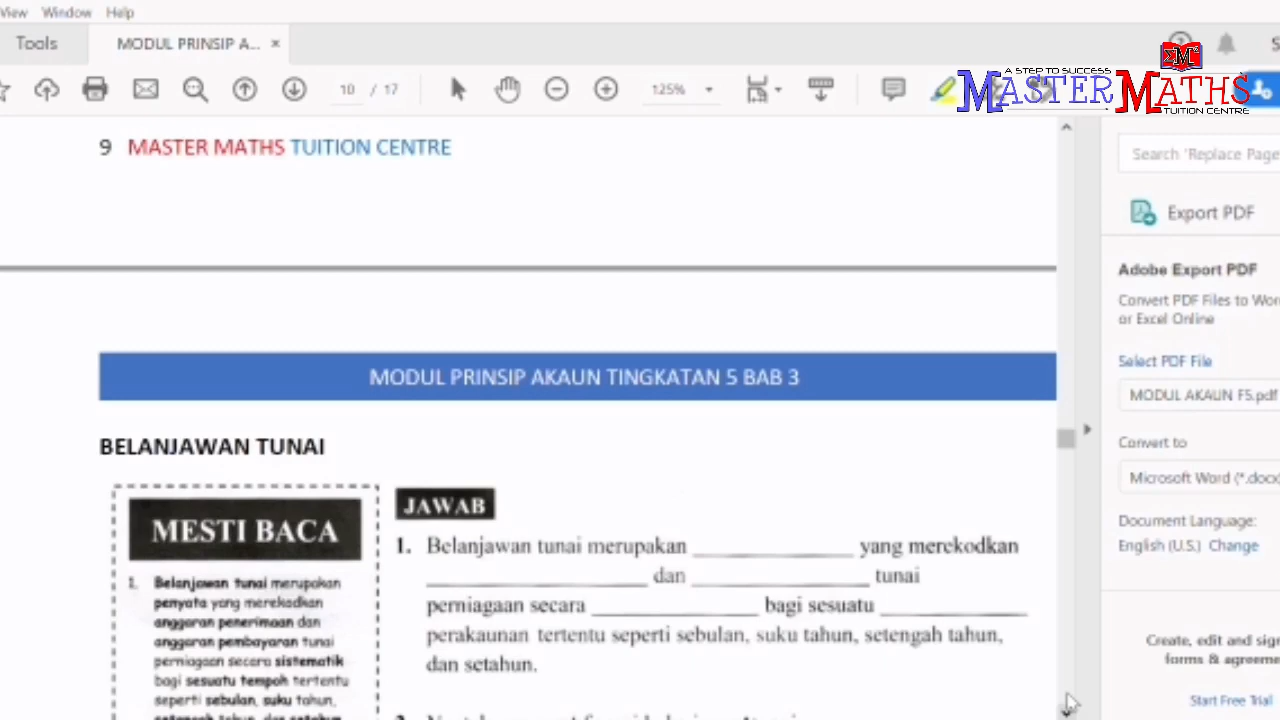 View Window Help
Tools MODUL PRINSIP A... ×
10 / 17 125%
A STEP TO SUCCESS
MASTER MATHS
TUITION CENTRE
9 MASTER MATHS TUITION CENTRE
MODUL PRINSIP AKAUN TINGKATAN 5 BAB 3
BELANJAWAN TUNAI
MESTI BACA
1. Belanjawan tunai merupakan
penyata yang merekodkan
anggaran penerimaan dan
anggaran pembayaran tunai
perniagaan secara sistematik
bagi sesuatu tempoh tertentu
seperti sebulan, suku tahun,
JAWAB
1. Belanjawan tunai merupakan ______________ yang merekodkan
____________________ dan ________________ tunai
perniagaan secara _______________ bagi sesuatu _____________
perakaunan tertentu seperti sebulan, suku tahun, setengah tahun,
dan setahun.
Search 'Replace Page
Export PDF
Adobe Export PDF
Convert PDF Files to Wor
or Excel Online
Select PDF File
MODUL AKAUN F5.pdf
Convert to
Microsoft Word (*.docx
Document Language:
English (U.S.) Change
Create, edit and sign
forms & agreeme
Start Free Trial